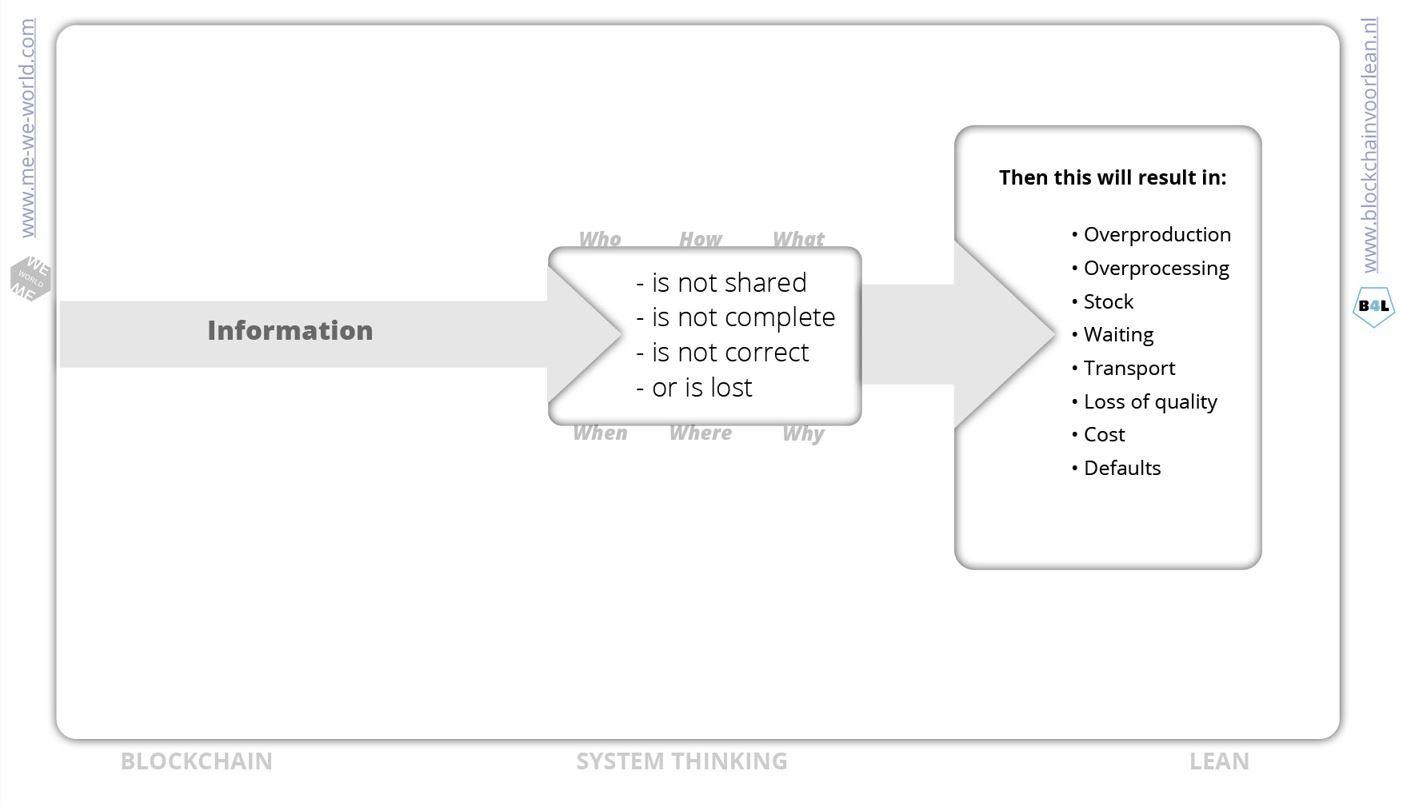 www.me-we-world.com
WE
WORLD
ME
Information
Who How What
- is not shared
- is not complete
- is not correct
- or is lost
When Where Why
Then this will result in:
• Overproduction
• Overprocessing
• Stock
• Waiting
• Transport
• Loss of quality
• Cost
• Defaults
www.blockchainvoorlean.nl
B4L
BLOCKCHAIN
SYSTEM THINKING
LEAN